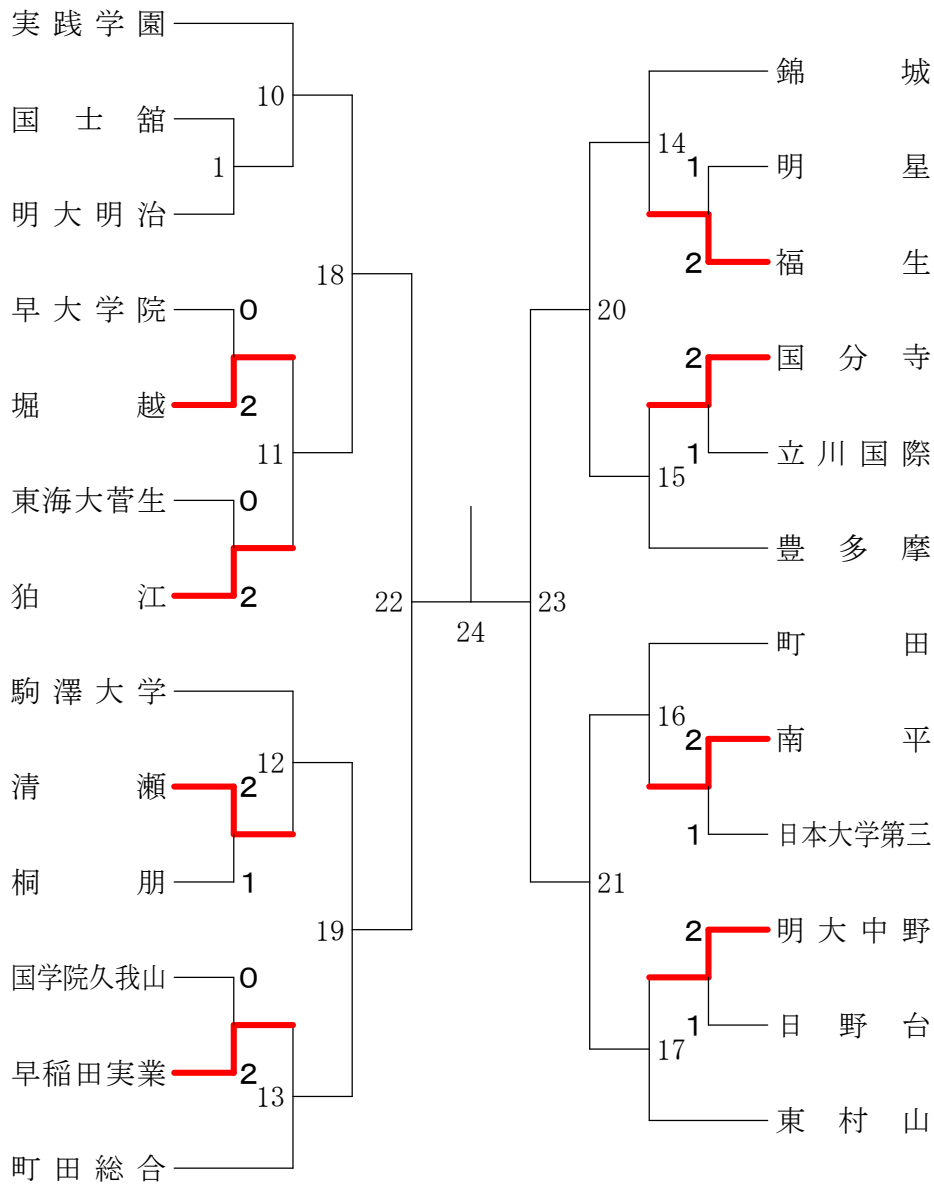 実践学園
10
国士舘
1
明大明治
18
早大学院 0
堀越 2
11
東海大菅生 0
狛江 2
22
駒澤大学
12
清瀬 2
桐朋 1
19
国学院久我山 0
早稲田実業 2
13
町田総合
24
錦城
14
1 明星
2 福生
20
2 国分寺
1 立川国際
15
豊多摩
23
町田
16
2 南平
1 日本大学第三
21
2 明大中野
1 日野台
17
東村山